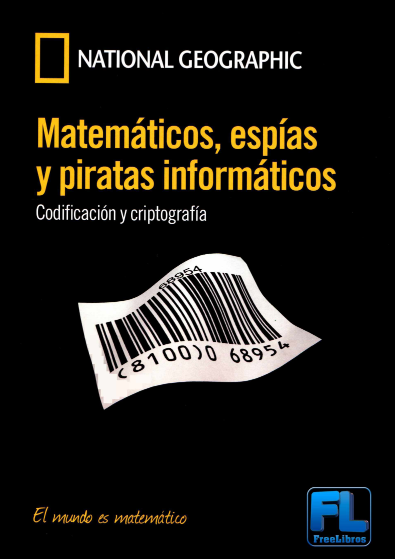 NATIONAL GEOGRAPHIC
Matemáticos, espías
y piratas informáticos
Codificación y criptografía
68954
(8100)0 68954
El mundo es matemático
FL
FreeLibros